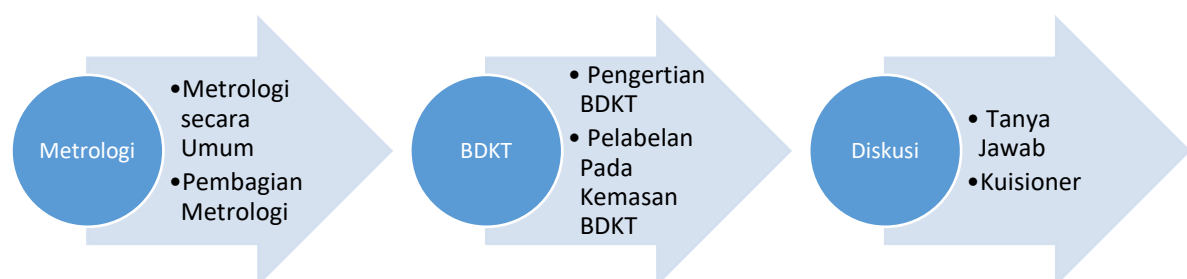 Metrologi
•Metrologi
secara
Umum
•Pembagian
Metrologi
BDKT
• Pengertian
BDKT
• Pelabelan
Pada
Kemasan
BDKT
Diskusi
• Tanya
Jawab
•Kuisioner